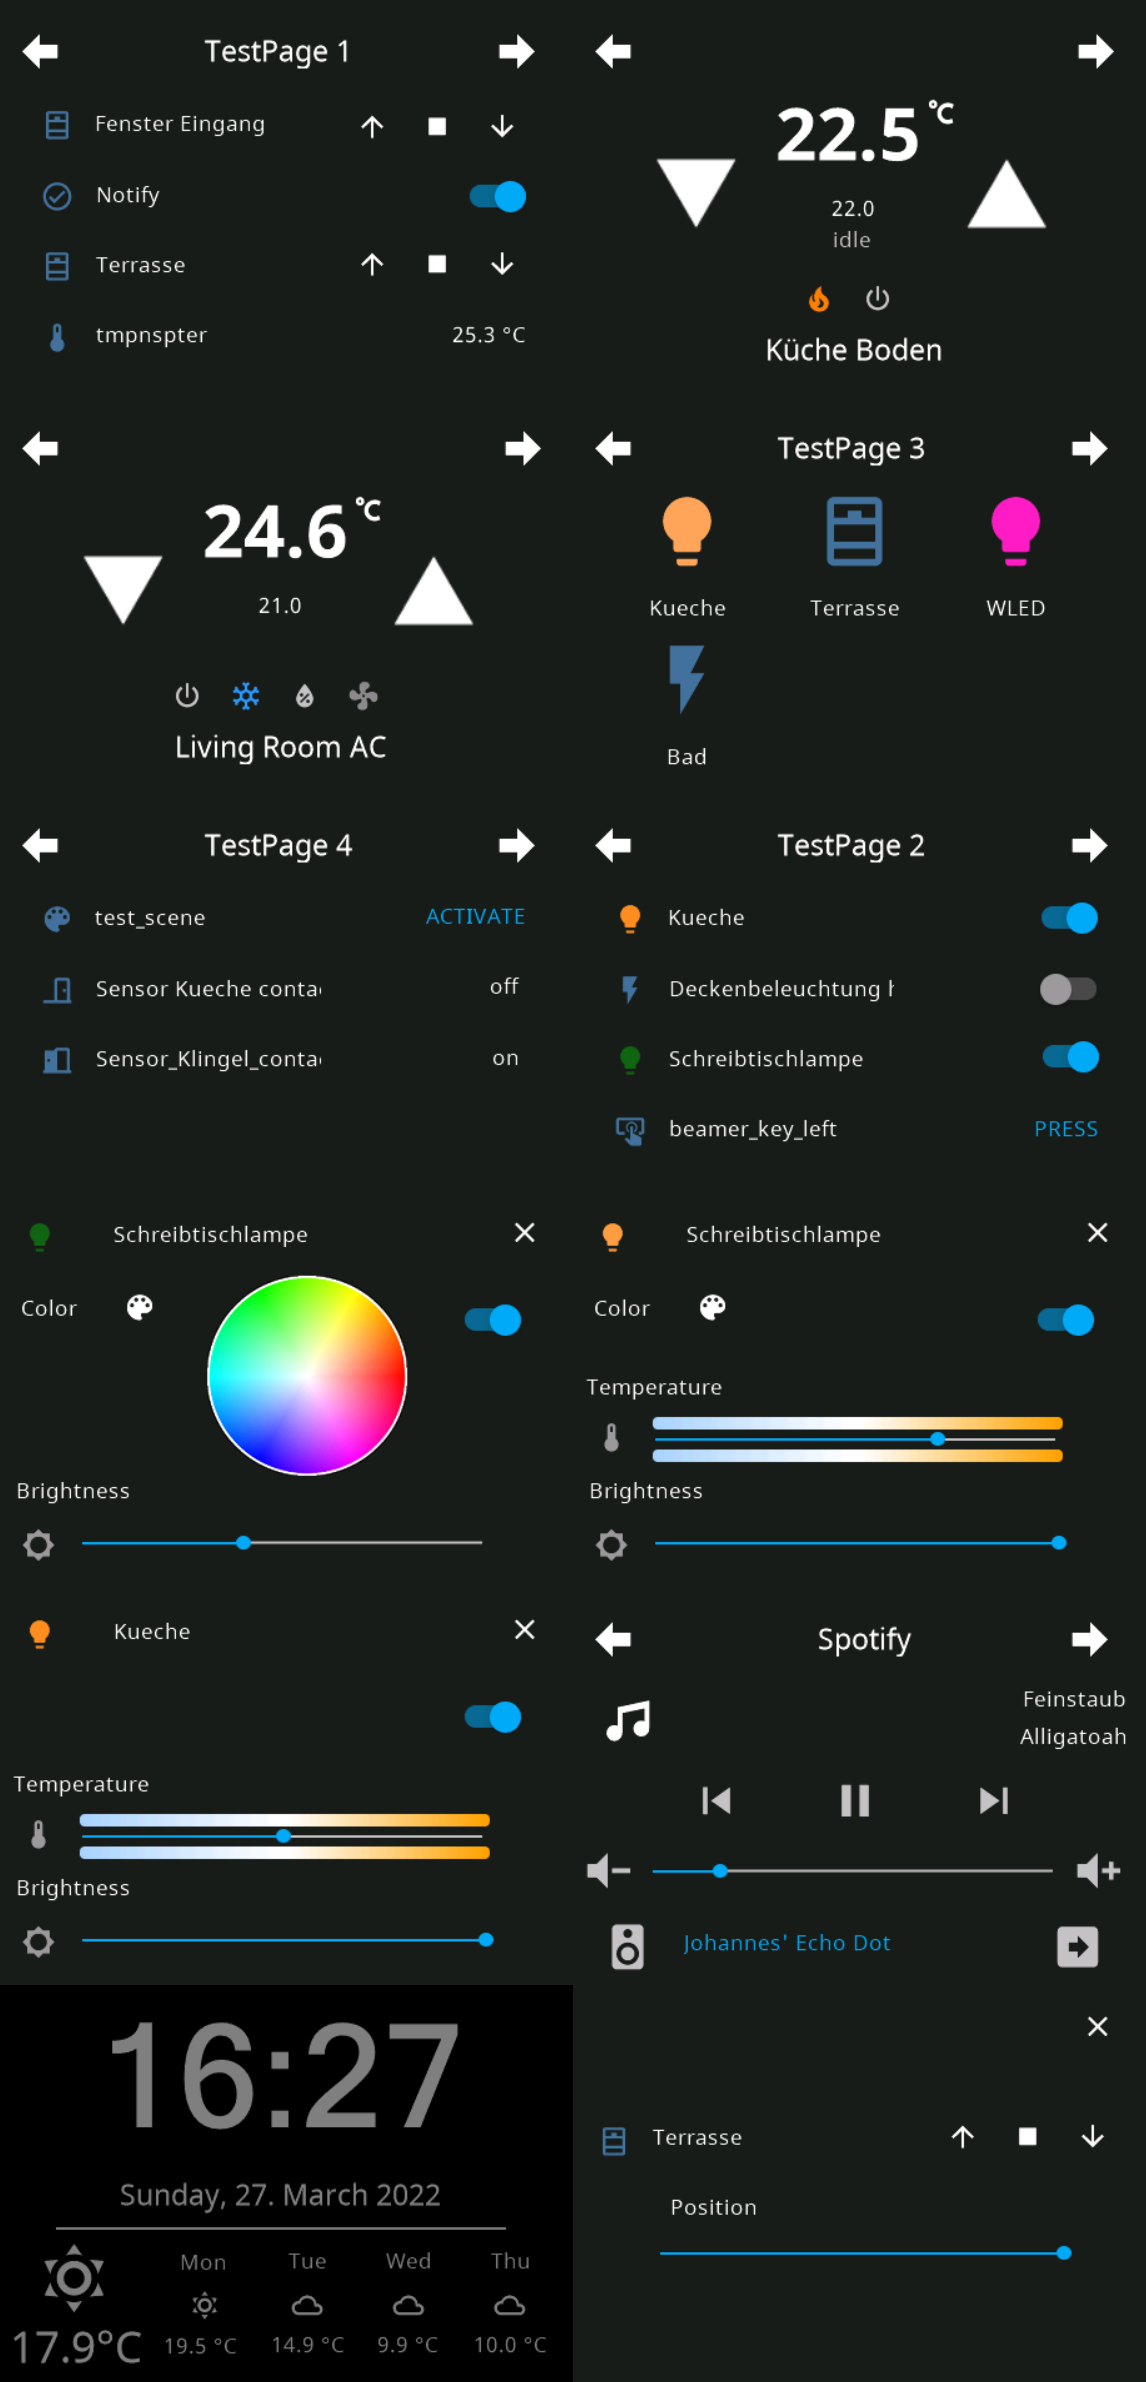 TestPage 1
Fenster Eingang
Notify
Terrasse
tmpnspter 25.3 °C
22.5 °C
22.0
idle
Küche Boden
24.6 °C
21.0
Living Room AC
TestPage 3
Kueche Terrasse WLED
Bad
TestPage 4
test_scene ACTIVATE
Sensor Kueche conta off
Sensor_Klingel_conta on
TestPage 2
Kueche
Deckenbeleuchtung
Schreibtischlampe
beamer_key_left PRESS
Schreibtischlampe
Color
Brightness
Schreibtischlampe
Color
Temperature
Brightness
Kueche
Temperature
Brightness
Spotify
Feinstaub
Alligatoah
Johannes' Echo Dot
16:27
Sunday, 27. March 2022
Mon Tue Wed Thu
17.9°C 19.5 °C 14.9 °C 9.9 °C 10.0 °C
Terrasse
Position